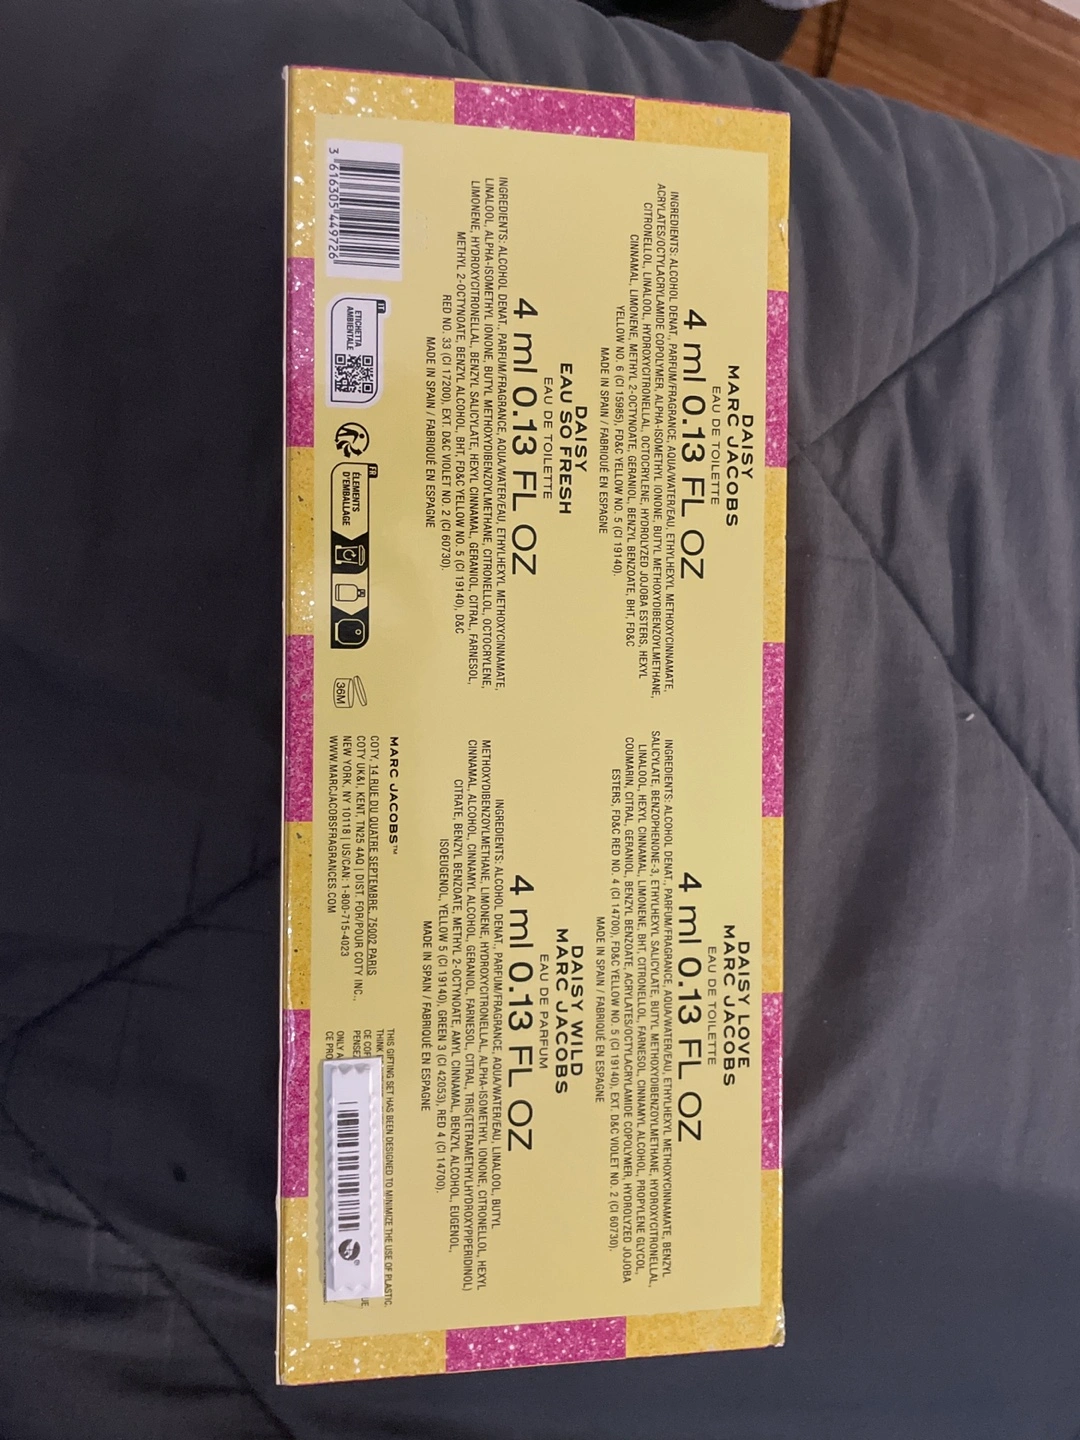 DAISY
MARC JACOBS
EAU DE TOILETTE
4 ml 0.13 FL OZ
INGREDIENTS: ALCOHOL DENAT., PARFUM/FRAGRANCE, AQUA/WATER/EAU, ETHYLHEXYL METHOXYCINNAMATE,
ACRYLATES/OCTYLACRYLAMIDE COPOLYMER, ALPHA-ISOMETHYL IONONE, BUTYL METHOXYDIBENZOYLMETHANE,
CITRONELLOL, LINALOOL, HYDROXYCITRONELLAL, OCTOCRYLENE, HYDROLYZED JOJOBA ESTERS, HEXYL
CINNAMAL, LIMONENE, METHYL 2-OCTYNOATE, GERANIOL, BENZYL BENZOATE, BHT, FD&C
YELLOW NO. 6 (CI 15985), FD&C YELLOW NO. 5 (CI 19140).
MADE IN SPAIN / FABRIQUÉ EN ESPAGNE
DAISY LOVE
MARC JACOBS
EAU DE TOILETTE
4 ml 0.13 FL OZ
INGREDIENTS: ALCOHOL DENAT., PARFUM/FRAGRANCE, AQUA/WATER/EAU, ETHYLHEXYL METHOXYCINNAMATE, BENZYL
SALICYLATE, BENZOPHENONE-3, ETHYLHEXYL SALICYLATE, BUTYL METHOXYDIBENZOYLMETHANE, HYDROXYCITRONELLAL,
LINALOOL, HEXYL CINNAMAL, LIMONENE, BHT, CITRONELLOL, FARNESOL, CINNAMYL ALCOHOL, PROPYLENE GLYCOL,
COUMARIN, CITRAL, GERANIOL, BENZYL BENZOATE, ACRYLATES/OCTYLACRYLAMIDE COPOLYMER, HYDROLYZED JOJOBA
ESTERS, FD&C RED NO. 4 (CI 14700), FD&C YELLOW NO. 5 (CI 19140), EXT. D&C VIOLET NO. 2 (CI 60730).
MADE IN SPAIN / FABRIQUÉ EN ESPAGNE
DAISY
EAU SO FRESH
EAU DE TOILETTE
4 ml 0.13 FL OZ
INGREDIENTS: ALCOHOL DENAT., PARFUM/FRAGRANCE, AQUA/WATER/EAU, ETHYLHEXYL METHOXYCINNAMATE,
LINALOOL, ALPHA-ISOMETHYL IONONE, BUTYL METHOXYDIBENZOYLMETHANE, CITRONELLOL, OCTOCRYLENE,
LIMONENE, HYDROXYCITRONELLAL, BENZYL SALICYLATE, HEXYL CINNAMAL, GERANIOL, CITRAL, FARNESOL,
METHYL 2-OCTYNOATE, BENZYL ALCOHOL, BHT, FD&C YELLOW NO. 5 (CI 19140), D&C
RED NO. 33 (CI 17200), EXT. D&C VIOLET NO. 2 (CI 60730).
MADE IN SPAIN / FABRIQUÉ EN ESPAGNE
DAISY WILD
MARC JACOBS
EAU DE PARFUM
4 ml 0.13 FL OZ
INGREDIENTS: ALCOHOL DENAT., PARFUM/FRAGRANCE, AQUA/WATER/EAU, LINALOOL, BUTYL
METHOXYDIBENZOYLMETHANE, LIMONENE, HYDROXYCITRONELLAL, ALPHA-ISOMETHYL IONONE, CITRONELLOL, HEXYL
CINNAMAL, ALCOHOL, CINNAMYL ALCOHOL, GERANIOL, FARNESOL, CITRAL, TRIS(TETRAMETHYLHYDROXYPIPERIDINOL)
CITRATE, BENZYL BENZOATE, METHYL 2-OCTYNOATE, AMYL CINNAMAL, BENZYL ALCOHOL, EUGENOL,
ISOEUGENOL, YELLOW 5 (CI 19140), GREEN 3 (CI 42053), RED 4 (CI 14700).
MADE IN SPAIN / FABRIQUÉ EN ESPAGNE
3 616305 449726
IT
ETICHETTA
AMBIENTALE
FR
ÉLÉMENTS
D'EMBALLAGE
36M
MARC JACOBS™
COTY, 14 RUE DU QUATRE SEPTEMBRE, 75002 PARIS
COTY UK&I, KENT, TN25 4AQ | DIST. FOR/POUR COTY INC.,
NEW YORK, NY 10118 | US/CAN: 1-800-715-4023
WWW.MARCJACOBSFRAGRANCES.COM
THIS GIFTING SET HAS BEEN DESIGNED TO MINIMIZE THE USE OF PLASTIC.
THINK
CE COF
PENSEZ
ONLY A
CE PRO